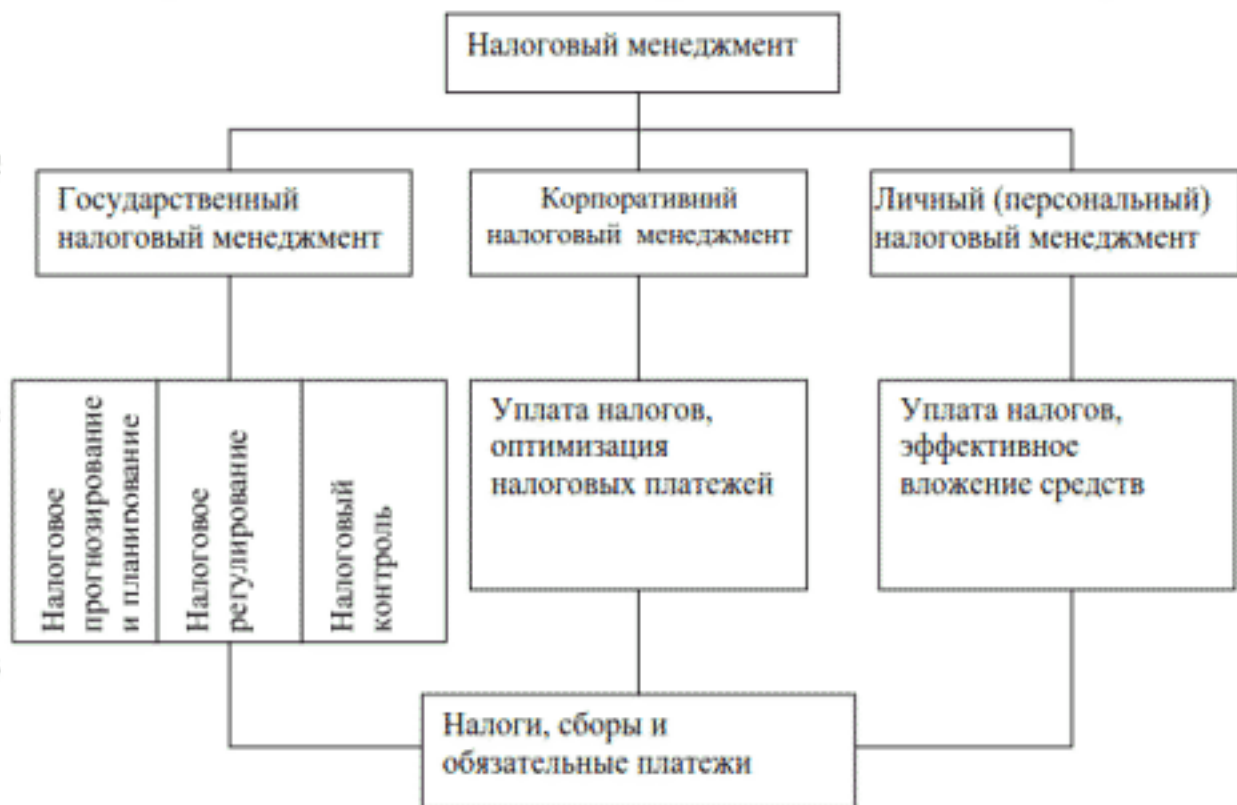 Налоговый менеджмент
Государственный
налоговый менеджмент
Корпоративний
налоговый менеджмент
Личный (персональный)
налоговый менеджмент
Налоговое
прогнозирование
и планирование
Налоговое
регулирование
Налоговый
контроль
Уплата налогов,
оптимизация
налоговых платежей
Уплата налогов,
эффективное
вложение средств
Налоги, сборы и
обязательные платежи